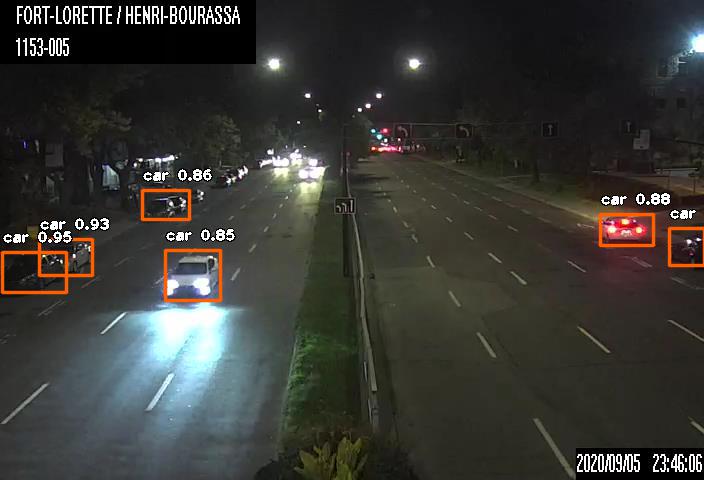 FORT-LORETTE / HENRI-BOURASSA
1153-005
car 0.86
car 0.93
car 0.95
car 0.85
car 0.88
car
2020/09/05 23:46:06